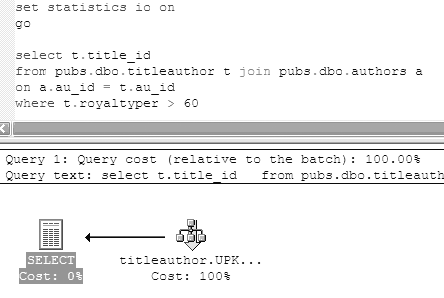 set statistics io on
go
select t.title_id
from pubs.dbo.titleauthor t join pubs.dbo.authors a
on a.au_id = t.au_id
where t.royaltyper > 60
Query 1: Query cost (relative to the batch): 100.00%
Query text: select t.title_id from pubs.dbo.titleauth
SELECT
Cost: 0%
titleauthor.UPK...
Cost: 100%